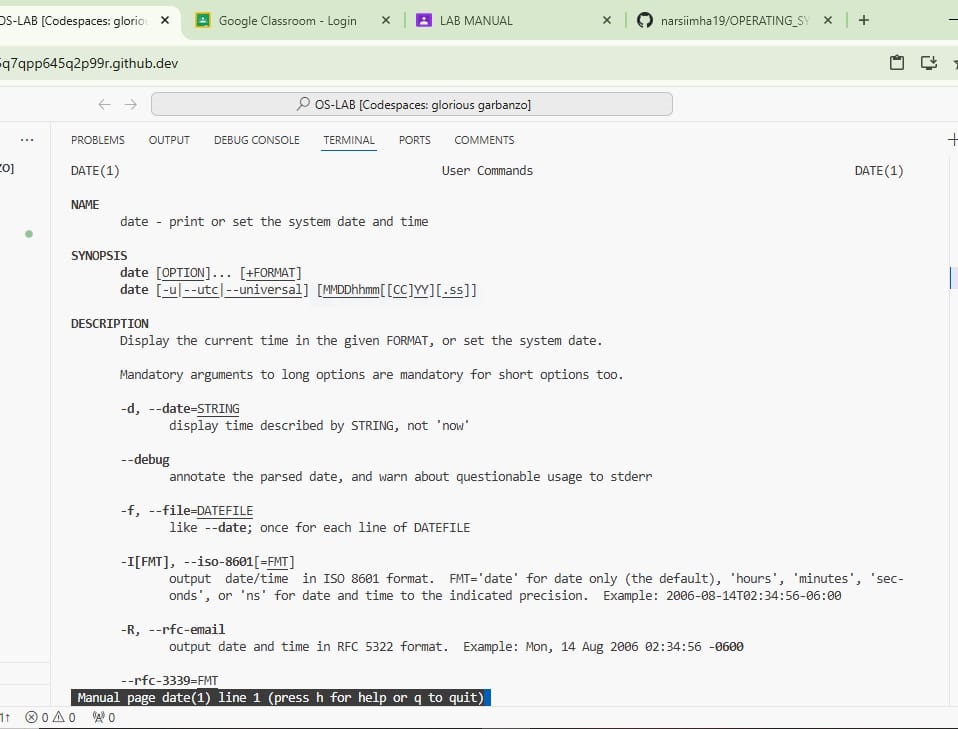 OS-LAB [Codespaces: glorio
Google Classroom - Login
LAB MANUAL
narsiimha19/OPERATING_SY
5q7qpp645q2p99r.github.dev
OS-LAB [Codespaces: glorious garbanzo]
PROBLEMS OUTPUT DEBUG CONSOLE TERMINAL PORTS COMMENTS
ZO]
DATE(1) User Commands DATE(1)
NAME
date - print or set the system date and time
SYNOPSIS
date [OPTION]... [+FORMAT]
date [-u|--utc|--universal] [MMDDhhmm[[CC]YY][.ss]]
DESCRIPTION
Display the current time in the given FORMAT, or set the system date.
Mandatory arguments to long options are mandatory for short options too.
-d, --date=STRING
display time described by STRING, not 'now'
--debug
annotate the parsed date, and warn about questionable usage to stderr
-f, --file=DATEFILE
like --date; once for each line of DATEFILE
-I[FMT], --iso-8601[=FMT]
output  date/time  in ISO 8601 format.  FMT='date' for date only (the default), 'hours', 'minutes', 'sec-
onds', or 'ns' for date and time to the indicated precision.  Example: 2006-08-14T02:34:56-06:00
-R, --rfc-email
output date and time in RFC 5322 format.  Example: Mon, 14 Aug 2006 02:34:56 -0600
--rfc-3339=FMT
Manual page date(1) line 1 (press h for help or q to quit)
1↑ 0 0 0